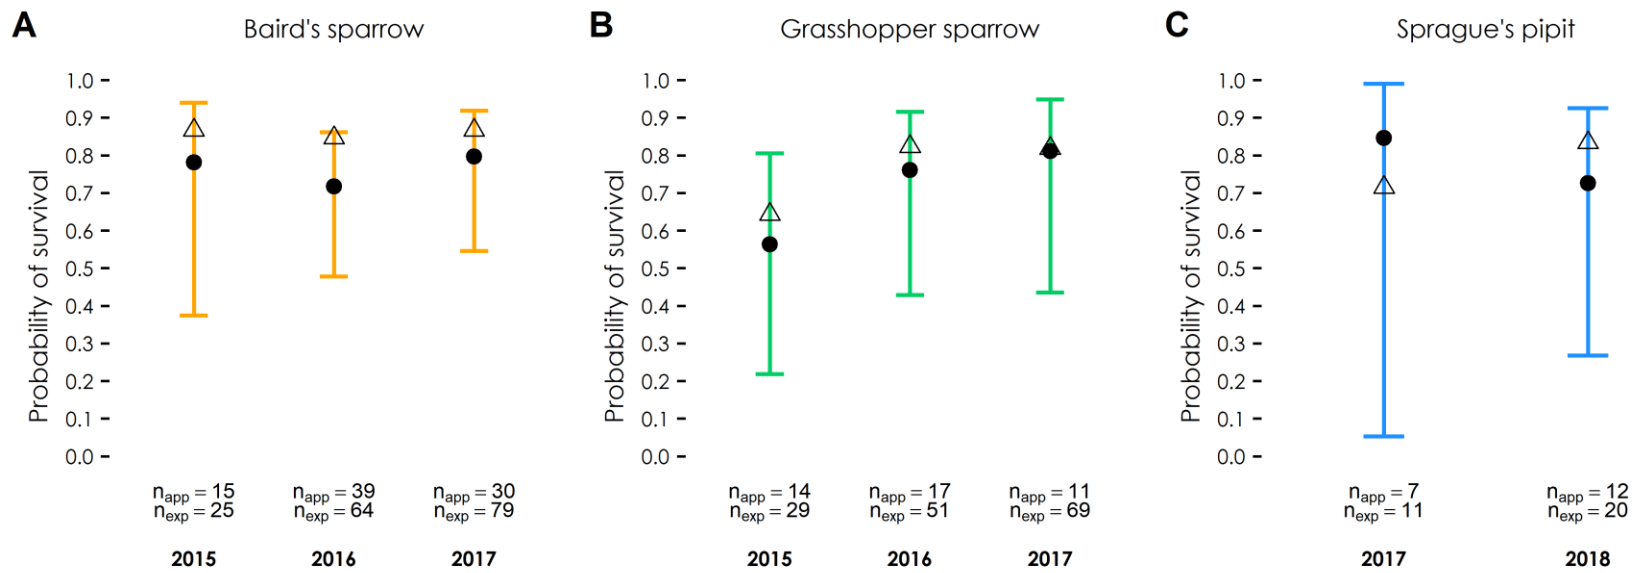 A
Baird's sparrow
Probability of survival
1.0
0.9
0.8
0.7
0.6
0.5
0.4
0.3
0.2
0.1
0.0
napp = 15
nexp = 25
2015
napp = 39
nexp = 64
2016
napp = 30
nexp = 79
2017
B
Grasshopper sparrow
Probability of survival
1.0
0.9
0.8
0.7
0.6
0.5
0.4
0.3
0.2
0.1
0.0
napp = 14
nexp = 29
2015
napp = 17
nexp = 51
2016
napp = 11
nexp = 69
2017
C
Sprague's pipit
Probability of survival
1.0
0.9
0.8
0.7
0.6
0.5
0.4
0.3
0.2
0.1
0.0
napp = 7
nexp = 11
2017
napp = 12
nexp = 20
2018